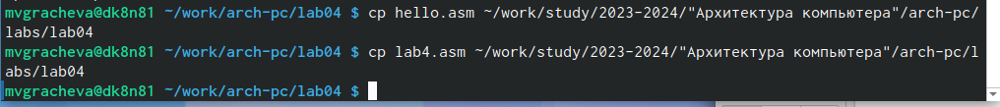 mvgracheva@dk8n81 ~/work/arch-pc/lab04 $ cp hello.asm ~/work/study/2023-2024/"Архитектура компьютера"/arch-pc/
labs/lab04
mvgracheva@dk8n81 ~/work/arch-pc/lab04 $ cp lab4.asm ~/work/study/2023-2024/"Архитектура компьютера"/arch-pc/l
abs/lab04
mvgracheva@dk8n81 ~/work/arch-pc/lab04 $